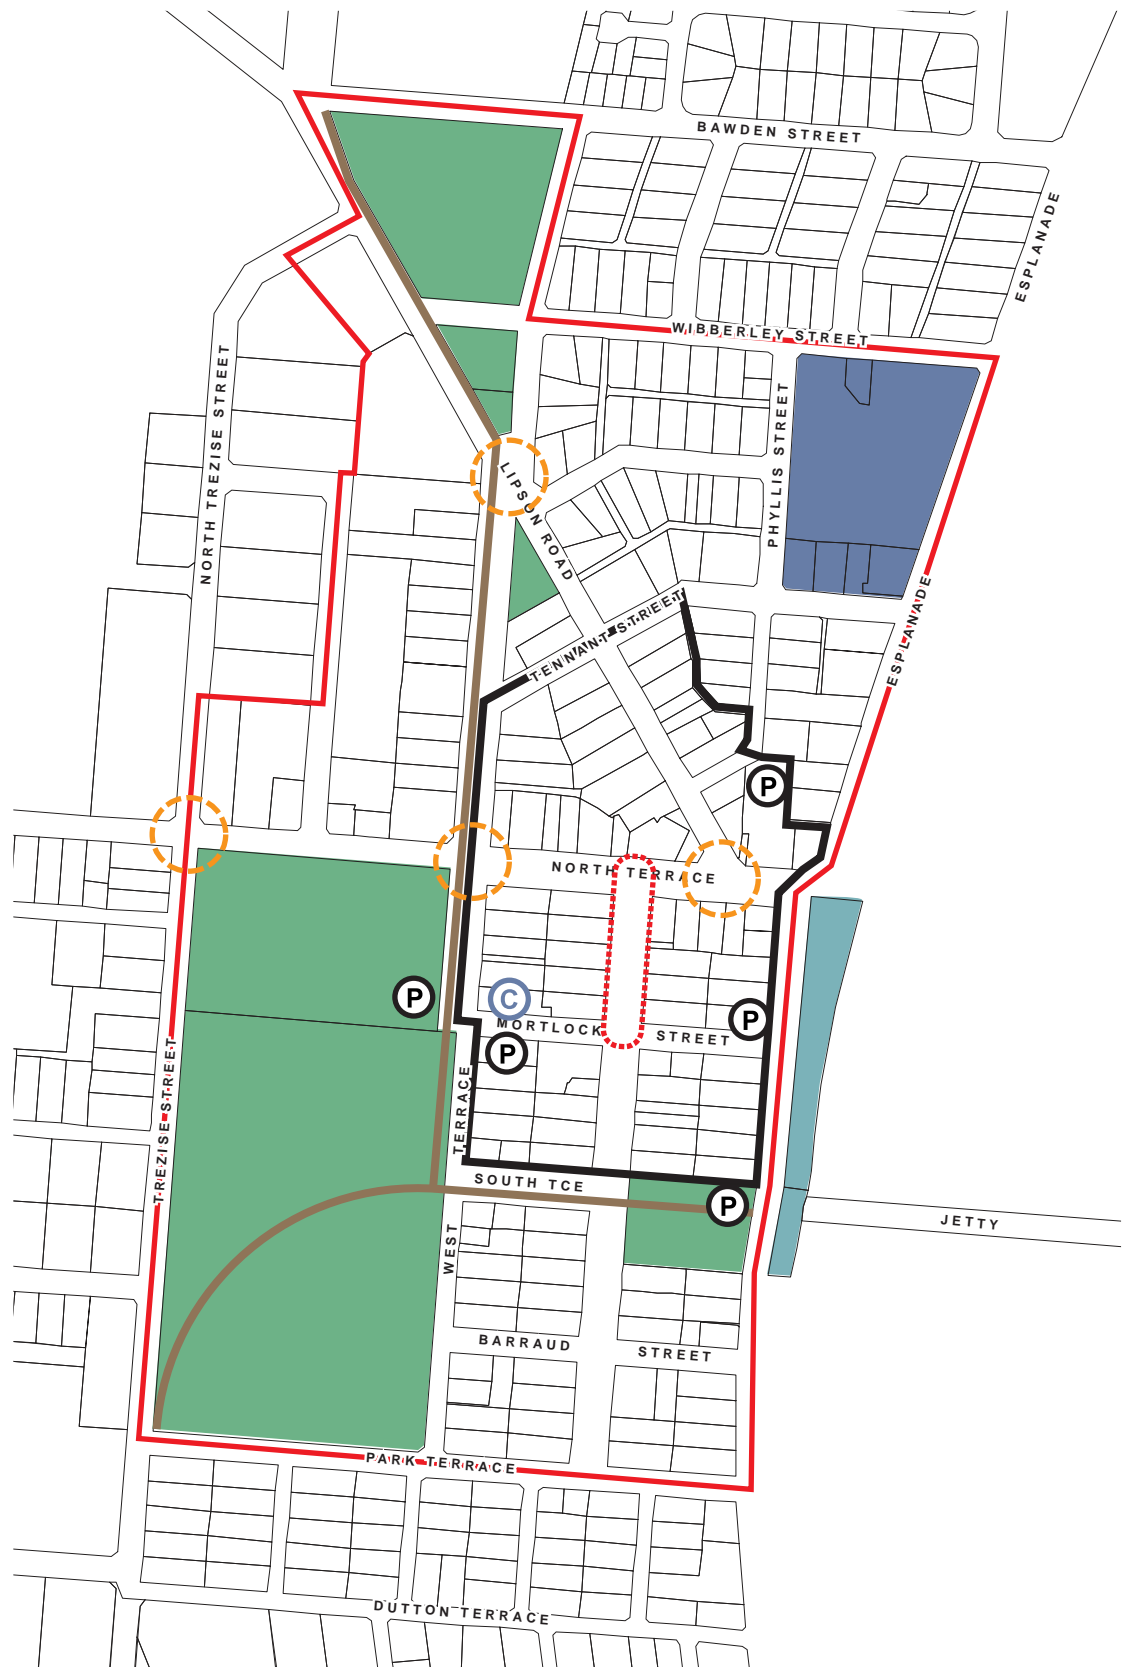 BAWDEN STREET
ESPLANADE
WIBBERLEY STREET
NORTH TREZISE STREET
PHYLLIS STREET
LIPSON ROAD
TENNANT STREET
ESPLANADE
P
NORTH TERRACE
P
C
P
MORTLOCK STREET
P
TREZISE STREET
WEST TERRACE
SOUTH TCE
P
JETTY
BARRAUD STREET
PARK TERRACE
DUTTON TERRACE